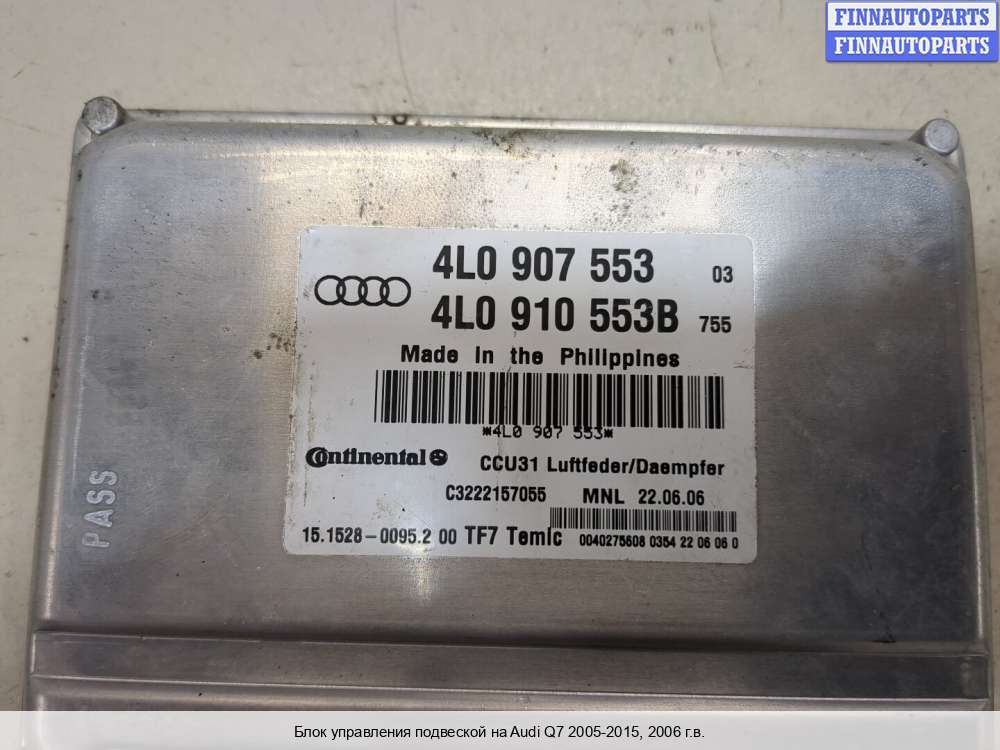 FINNAUTOPARTS
FINNAUTOPARTS
4L0 907 553 03
4L0 910 553B 755
Made in the Philippines
*4L0 907 553*
Continental CCU31 Luftfeder/Daempfer
C3222157055 MNL 22.06.06
15.1528-0095.2 00 TF7 Temic 0040275608 0354 22 06 06 0
PASS
Блок управления подвеской на Audi Q7 2005-2015, 2006 г.в.